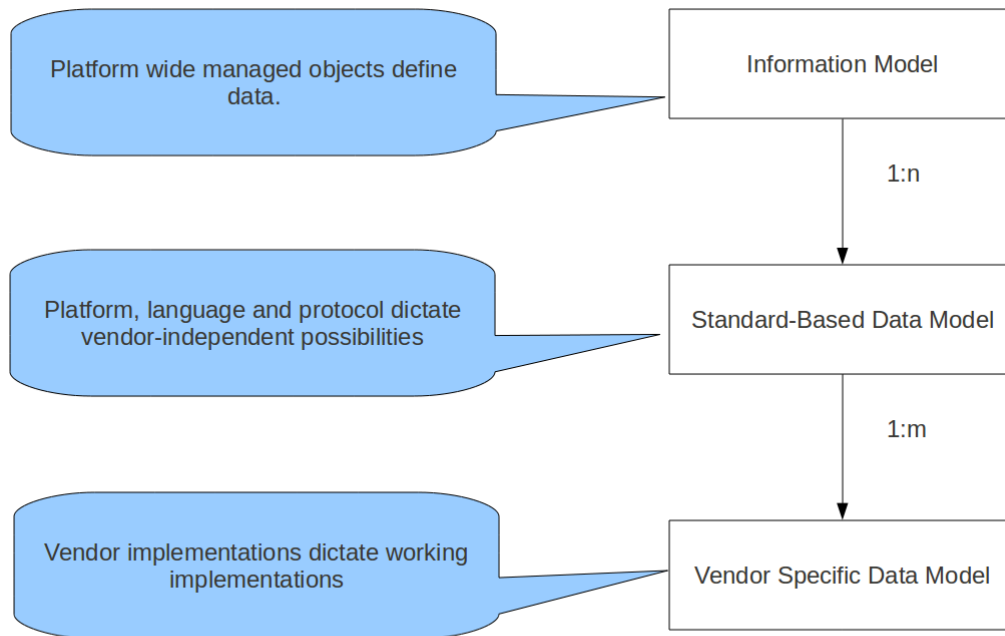 Platform wide managed objects define
data.
Information Model
1:n
Platform, language and protocol dictate
vendor-independent possibilities
Standard-Based Data Model
1:m
Vendor implementations dictate working
implementations
Vendor Specific Data Model